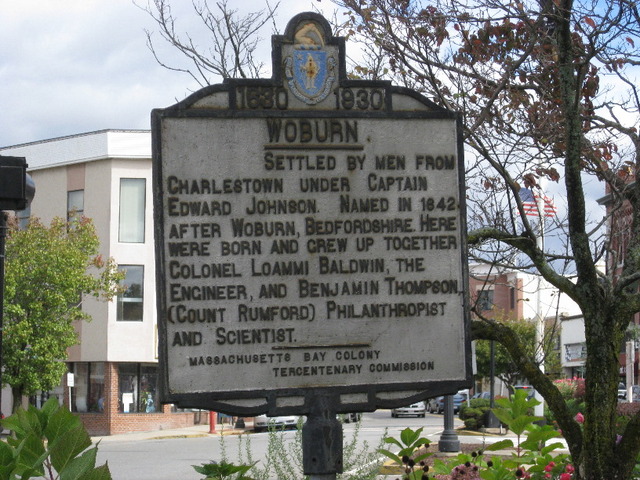 1630 1930
WOBURN.
SETTLED BY MEN FROM
CHARLESTOWN UNDER CAPTAIN
EDWARD JOHNSON. NAMED IN 1642
AFTER WOBURN, BEDFORDSHIRE. HERE
WERE BORN AND GREW UP TOGETHER
COLONEL LOAMMI BALDWIN, THE
ENGINEER, AND BENJAMIN THOMPSON,
(COUNT RUMFORD) PHILANTHROPIST
AND SCIENTIST.
MASSACHUSETTS BAY COLONY
TERCENTENARY COMMISSION